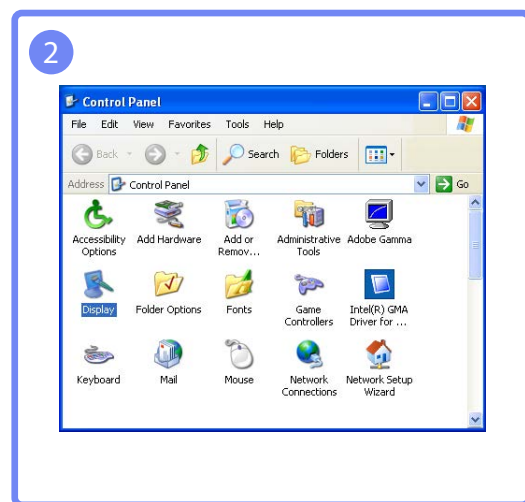 2
Control Panel
File Edit View Favorites Tools Help
Back Search Folders
Address Control Panel Go
Accessibility Options Add Hardware Add or Remov... Administrative Tools Adobe Gamma
Display Folder Options Fonts Game Controllers Intel(R) GMA Driver for ...
Keyboard Mail Mouse Network Connections Network Setup Wizard